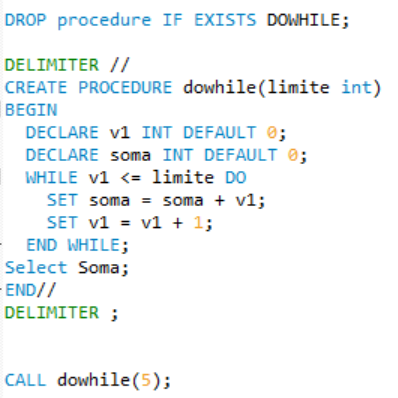 DROP procedure IF EXISTS DOWHILE;
DELIMITER //
CREATE PROCEDURE dowhile(limite int)
BEGIN
DECLARE v1 INT DEFAULT 0;
DECLARE soma INT DEFAULT 0;
WHILE v1 <= limite DO
SET soma = soma + v1;
SET v1 = v1 + 1;
END WHILE;
Select Soma;
END//
DELIMITER ;
CALL dowhile(5);